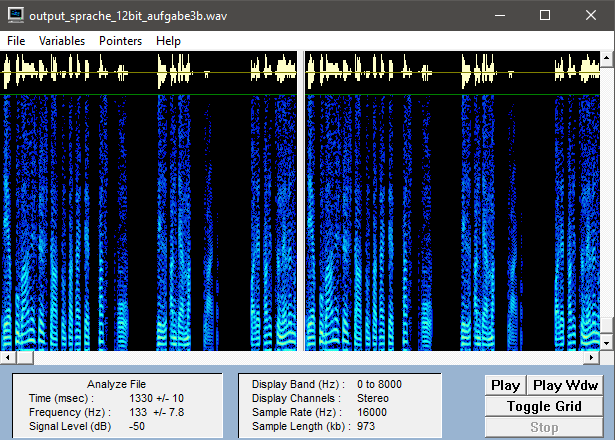 output_sprache_12bit_aufgabe3b.wav
File Variables Pointers Help
Analyze File
Time (msec) : 1330 +/- 10
Frequency (Hz) : 133 +/- 7.8
Signal Level (dB) -50
Display Band (Hz) : 0 to 8000
Display Channels : Stereo
Sample Rate (Hz) : 16000
Sample Length (kb) : 973
Play Play Wdw
Toggle Grid
Stop